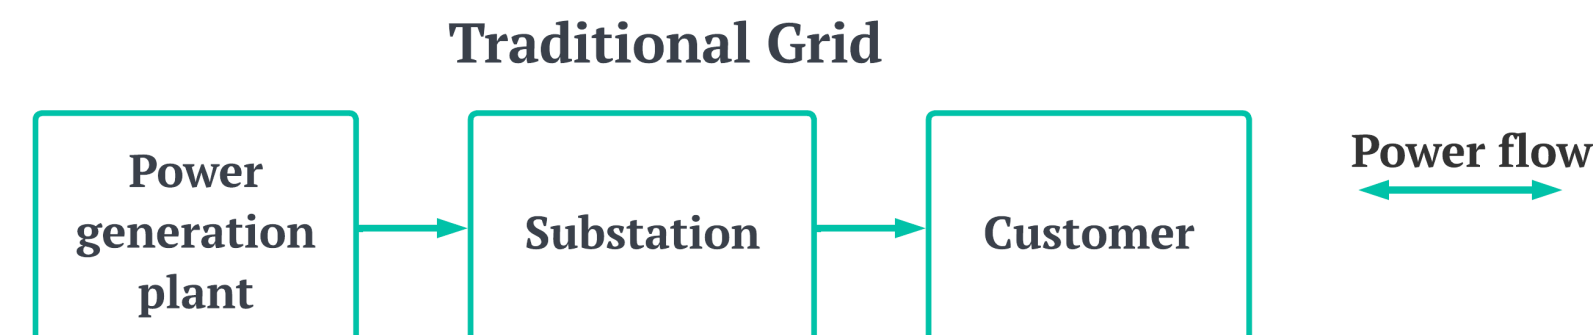 Traditional Grid
Power
generation
plant
Substation
Customer
Power flow